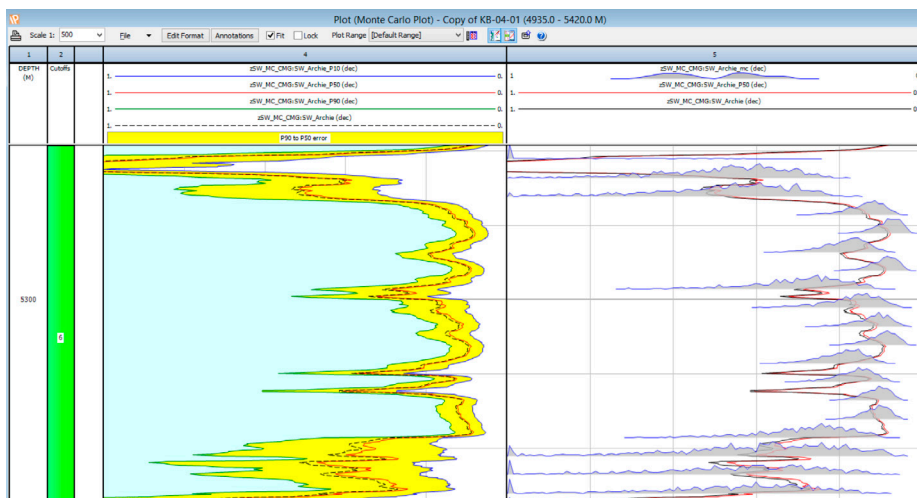 Plot (Monte Carlo Plot) - Copy of KB-04-01 (4935.0 - 5420.0 M)
Scale 1: 500 File Edit Format Annotations Fit Lock Plot Range [Default Range]
1 2 4 5
DEPTH (M)
Cutoffs
zSW_MC_CMG:SW_Archie_P10 (dec)
1. 0.
zSW_MC_CMG:SW_Archie_P50 (dec)
1. 0.
zSW_MC_CMG:SW_Archie_P90 (dec)
1. 0.
zSW_MC_CMG:SW_Archie (dec)
1. 0.
P90 to P50 error
zSW_MC_CMG:SW_Archie_mc (dec)
1
zSW_MC_CMG:SW_Archie_P50 (dec)
1.
zSW_MC_CMG:SW_Archie (dec)
1.
5300
6